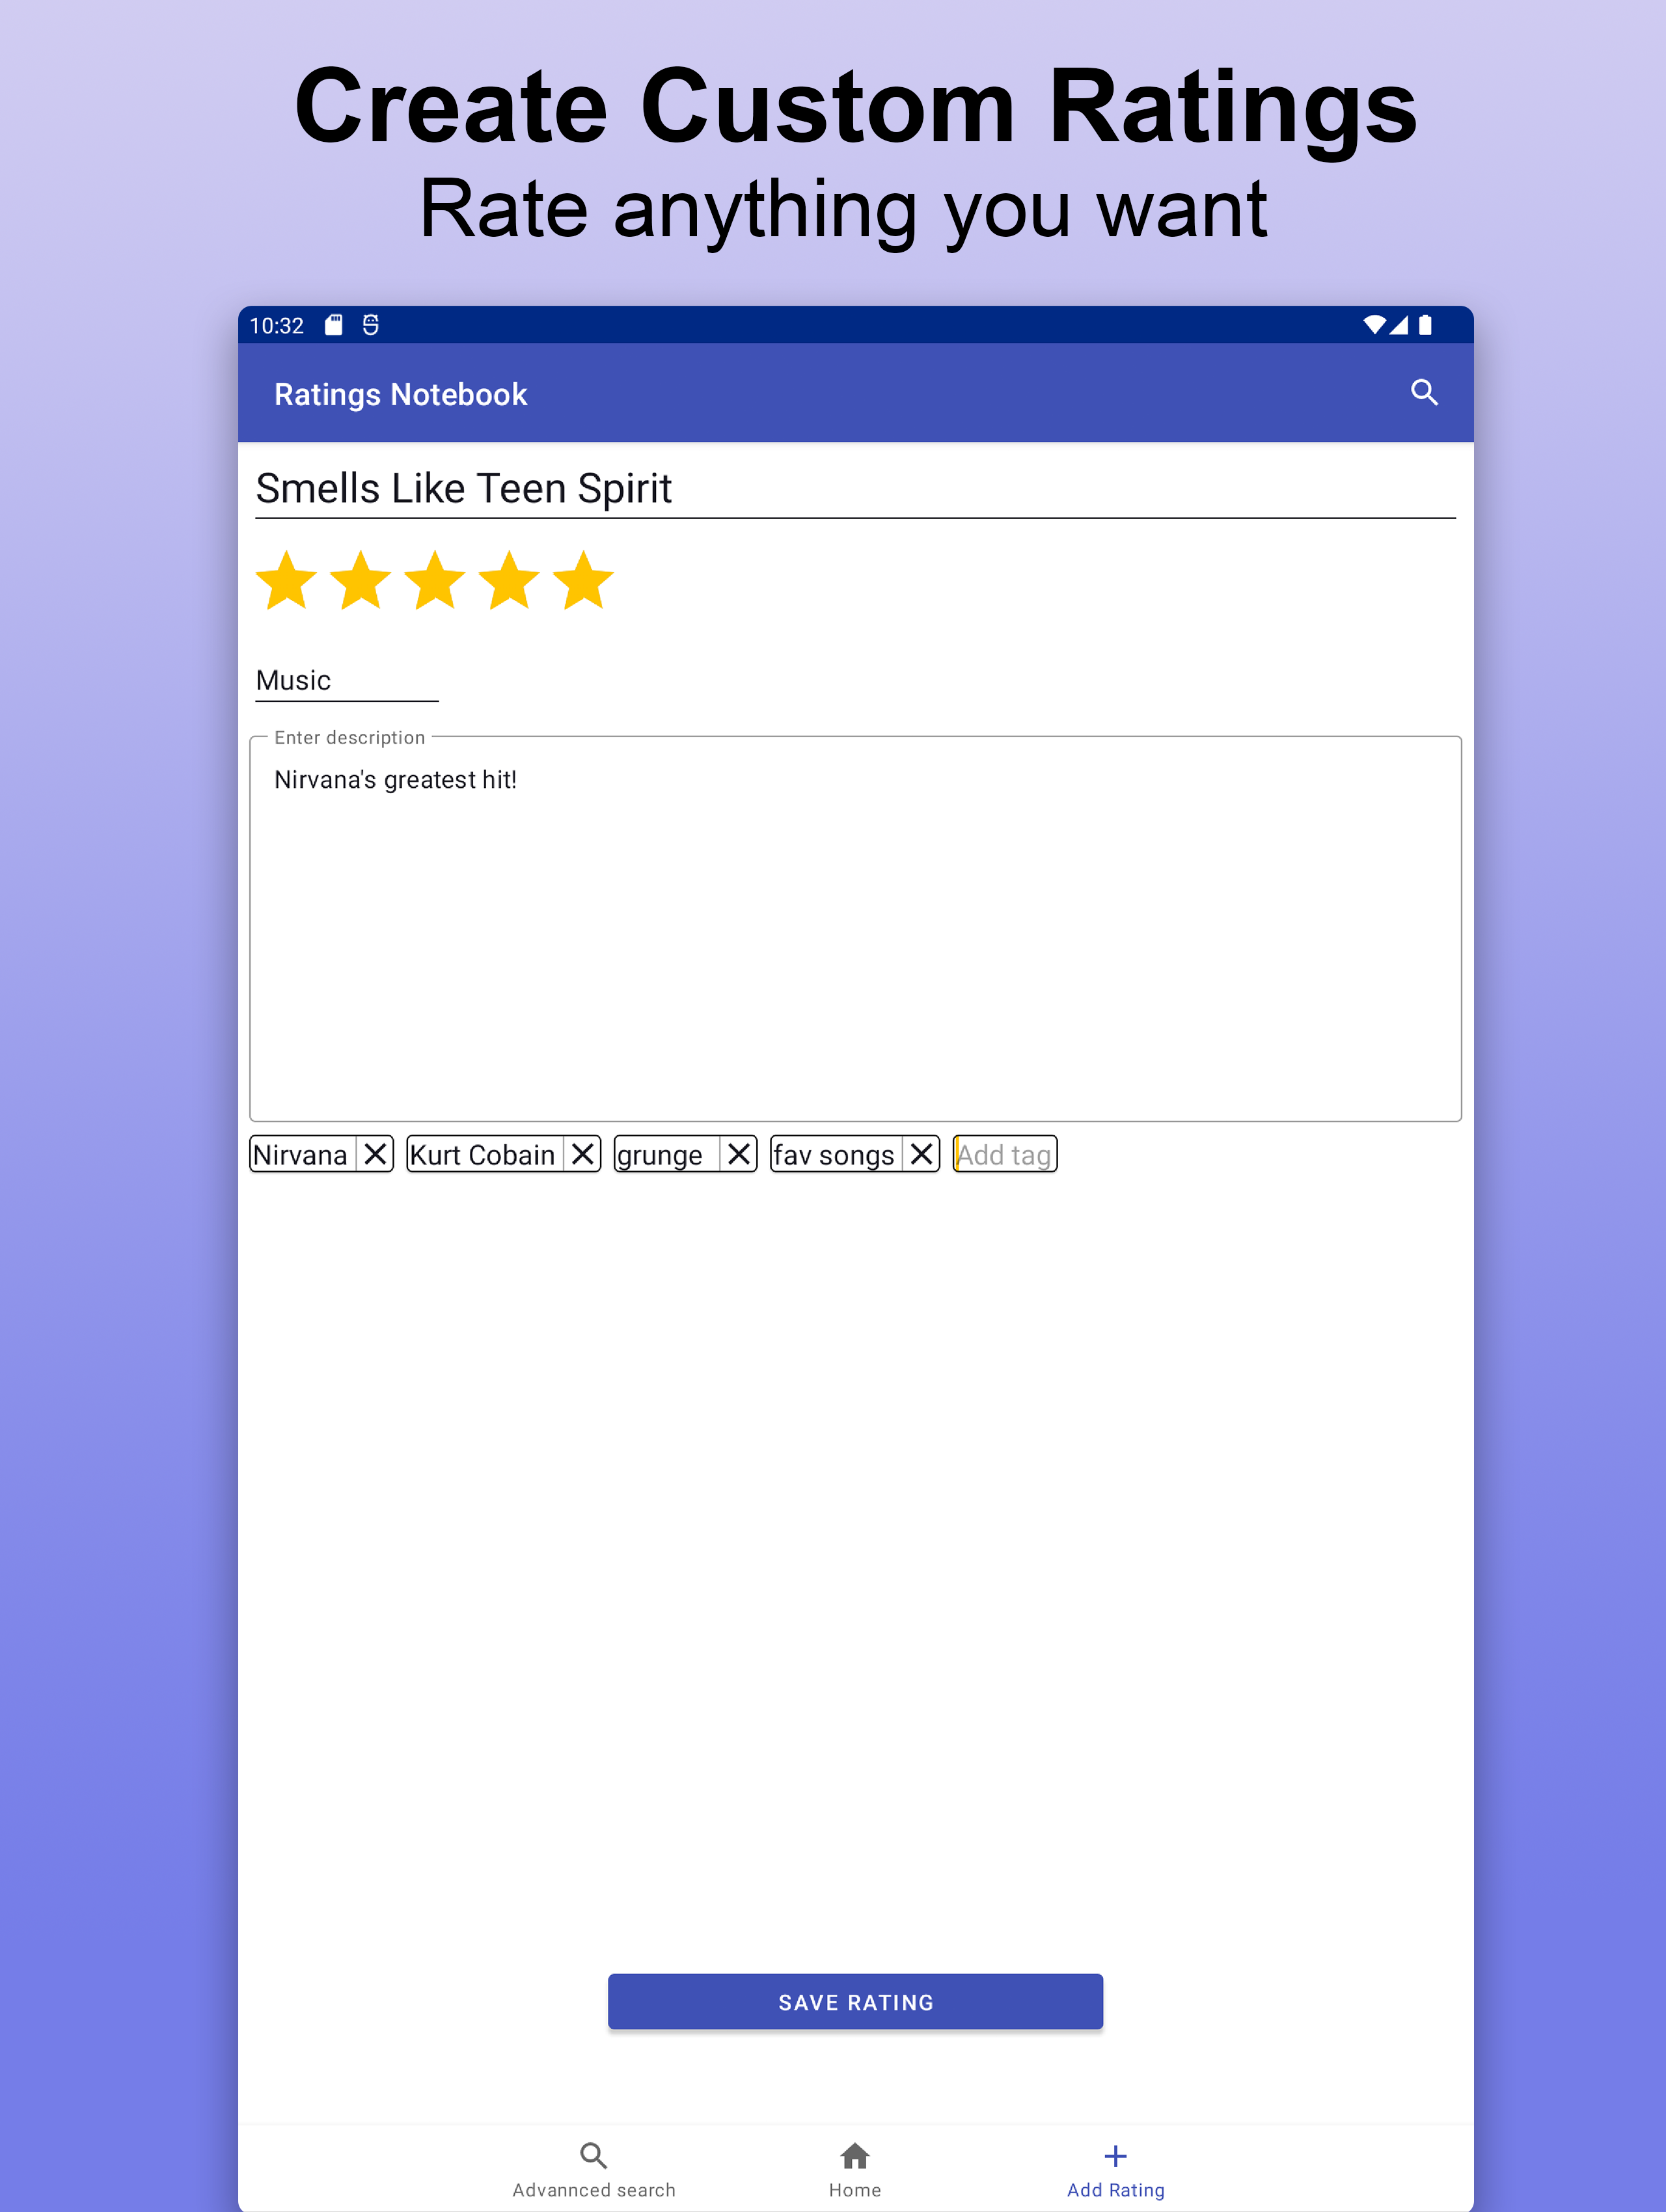 Create Custom Ratings
Rate anything you want
10:32
Ratings Notebook
Smells Like Teen Spirit
Music
Enter description
Nirvana's greatest hit!
Nirvana Kurt Cobain grunge fav songs Add tag
SAVE RATING
Advannced search Home Add Rating